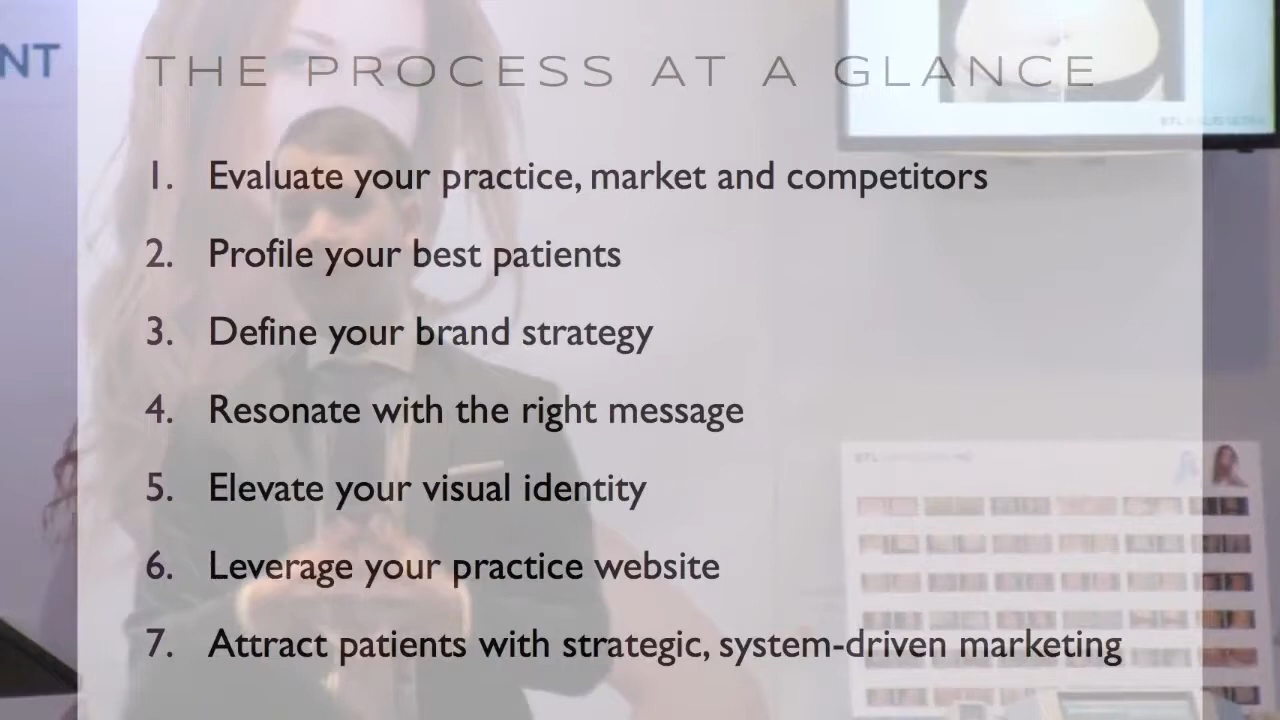 NT
THE PROCESS AT A GLANCE
1. Evaluate your practice, market and competitors
2. Profile your best patients
3. Define your brand strategy
4. Resonate with the right message
5. Elevate your visual identity
6. Leverage your practice website
7. Attract patients with strategic, system-driven marketing